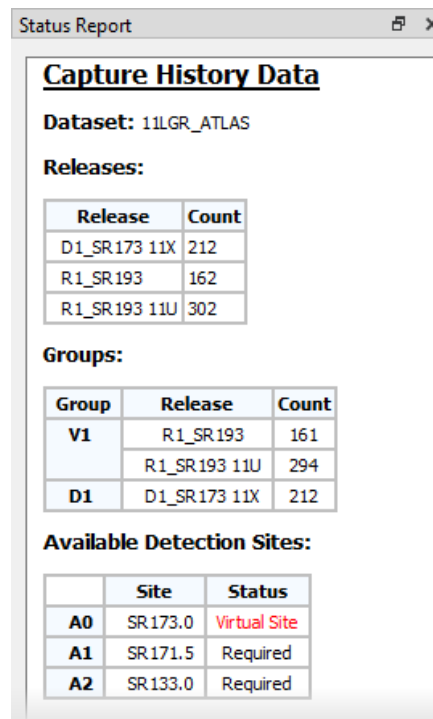 Status Report
Capture History Data
Dataset: 11LGR_ATLAS
Releases:
Release Count
D1_SR173 11X 212
R1_SR193 162
R1_SR193 11U 302
Groups:
Group Release Count
V1 R1_SR193 161
R1_SR193 11U 294
D1 D1_SR173 11X 212
Available Detection Sites:
Site Status
A0 SR173.0 Virtual Site
A1 SR171.5 Required
A2 SR133.0 Required